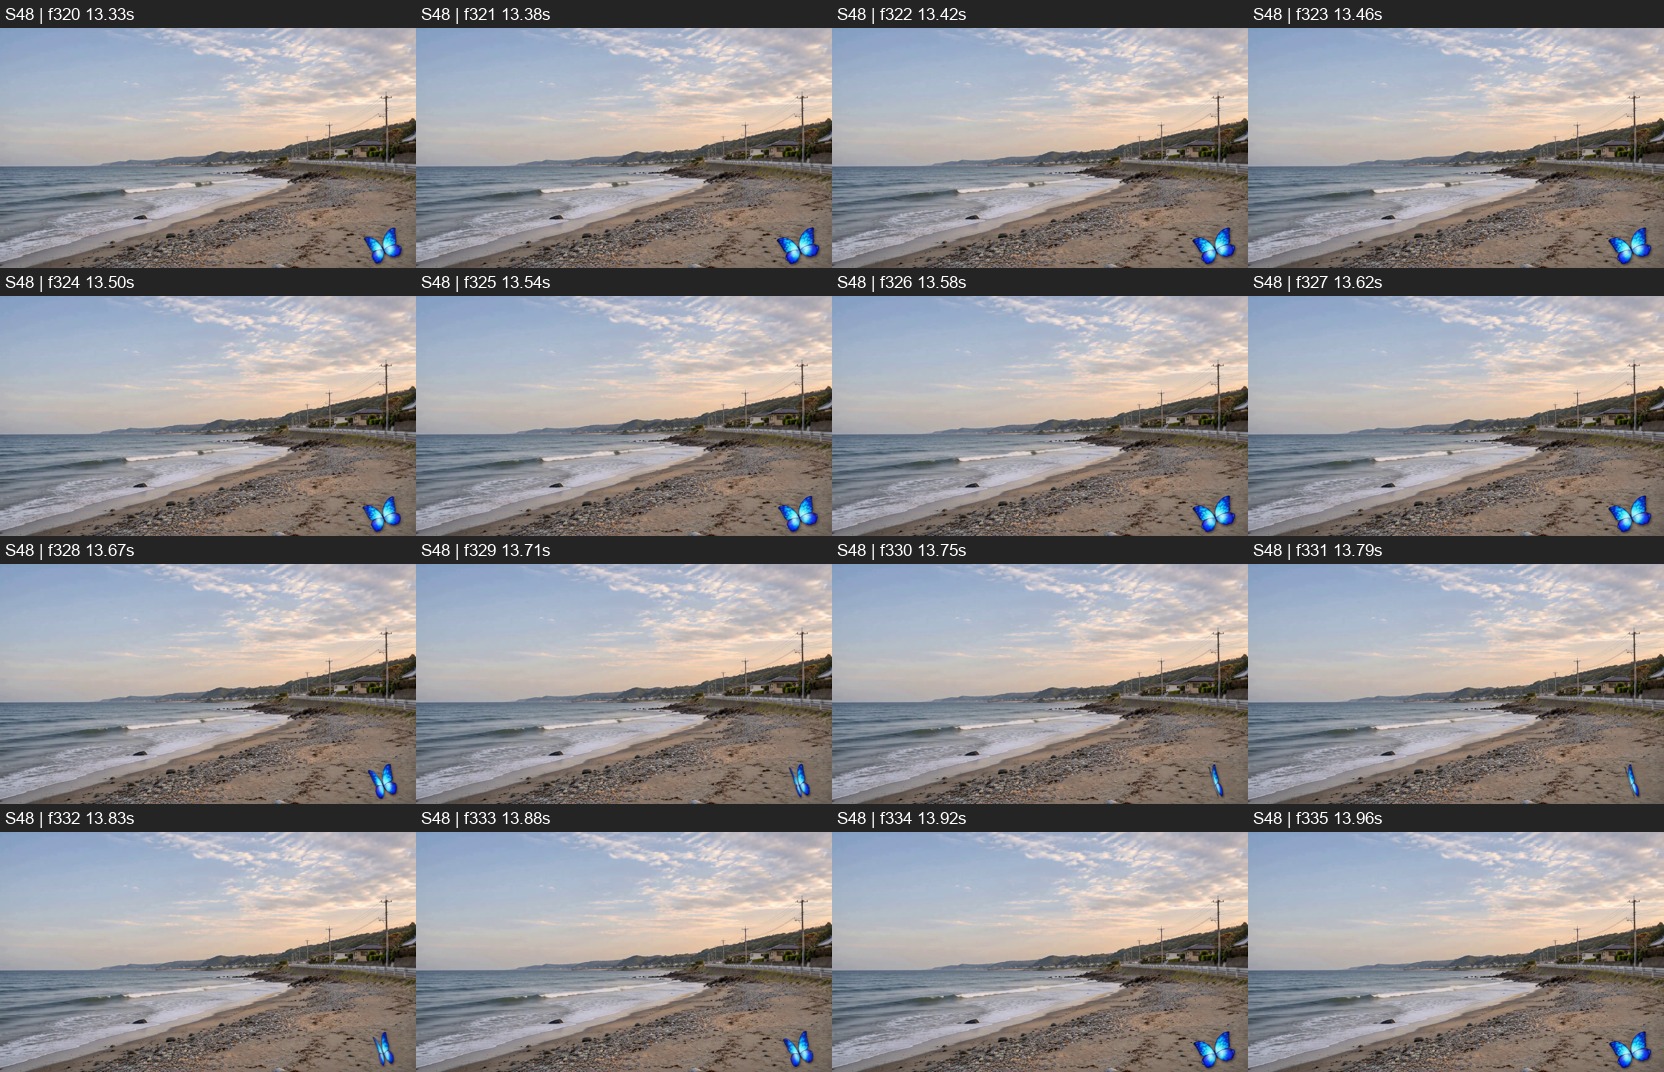 S48 | f320 13.33s
S48 | f321 13.38s
S48 | f322 13.42s
S48 | f323 13.46s
S48 | f324 13.50s
S48 | f325 13.54s
S48 | f326 13.58s
S48 | f327 13.62s
S48 | f328 13.67s
S48 | f329 13.71s
S48 | f330 13.75s
S48 | f331 13.79s
S48 | f332 13.83s
S48 | f333 13.88s
S48 | f334 13.92s
S48 | f335 13.96s